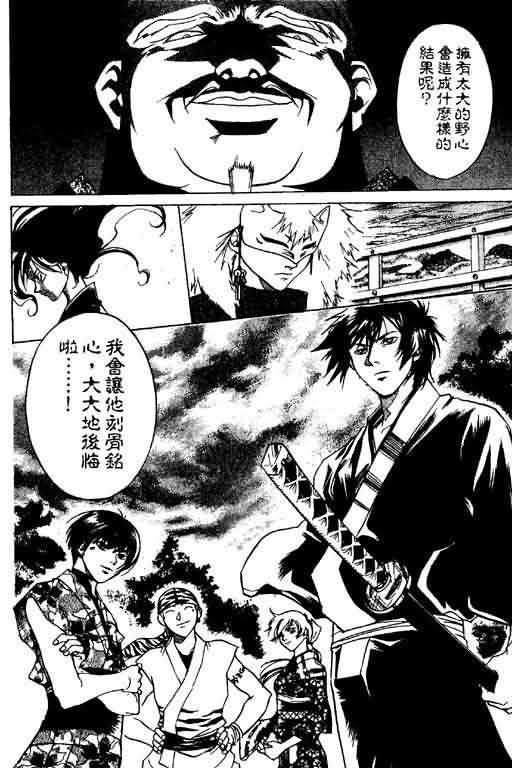 擁有太大的野心
會造成什麼樣的
結果呢？
我會讓他刻骨銘
心，大大地後悔
啦……！